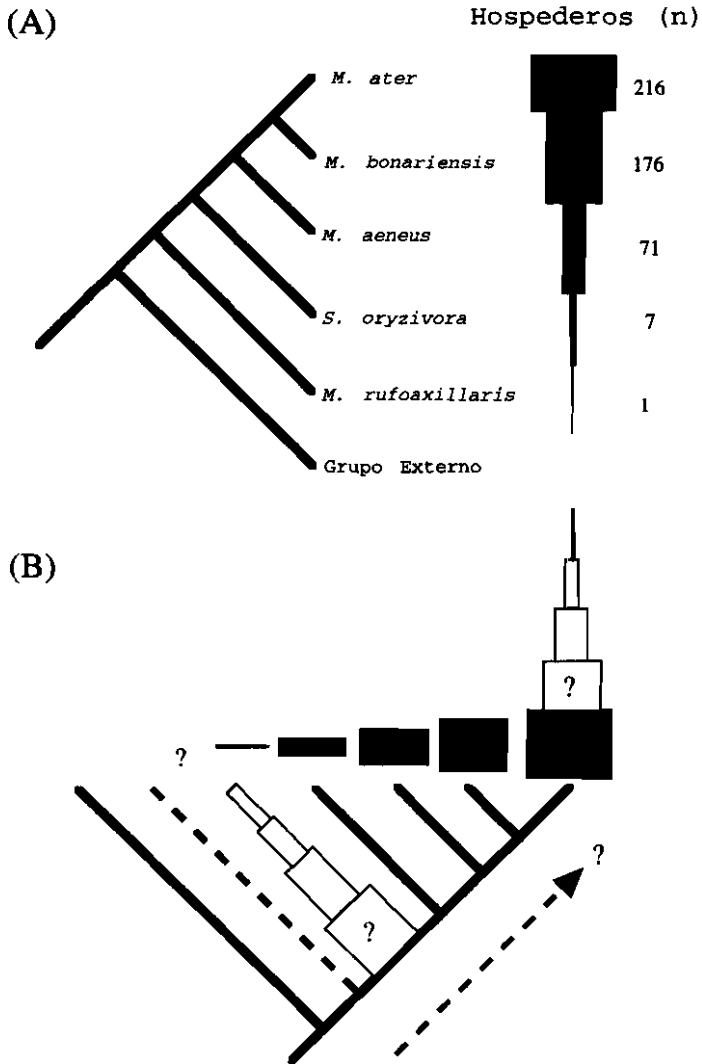 (A)
Hospederos (n)
M. ater 216
M. bonariensis 176
M. aeneus 71
S. oryzivora 7
M. rufoaxillaris 1
Grupo Externo
(B)
?
?
?
?